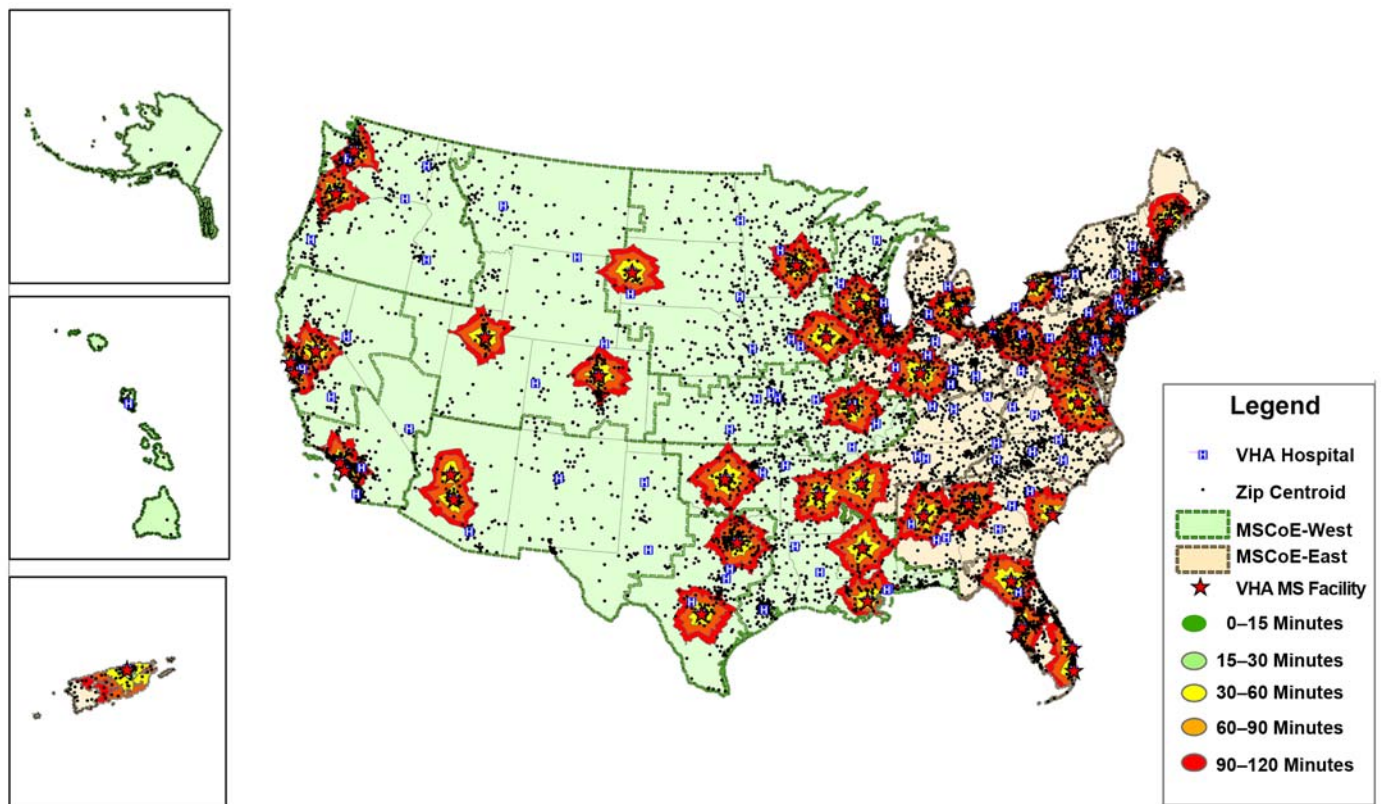 Legend
H VHA Hospital
Zip Centroid
MSCoE-West
MSCoE-East
VHA MS Facility
0–15 Minutes
15–30 Minutes
30–60 Minutes
60–90 Minutes
90–120 Minutes